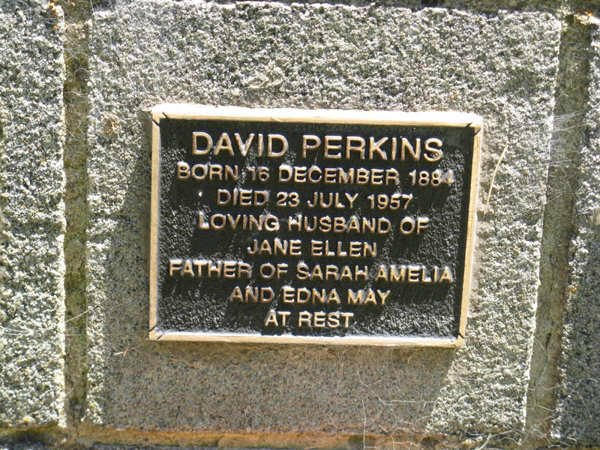 DAVID PERKINS
BORN 16 DECEMBER 1884
DIED 23 JULY 1957
LOVING HUSBAND OF
JANE ELLEN
FATHER OF SARAH AMELIA
AND EDNA MAY
AT REST